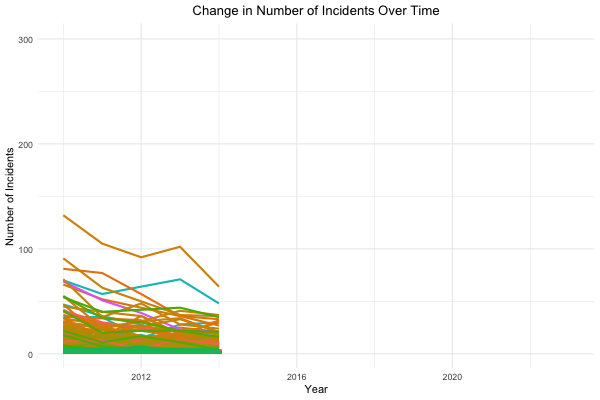 Change in Number of Incidents Over Time
Number of Incidents
300
200
100
0
2012
2016
2020
Year